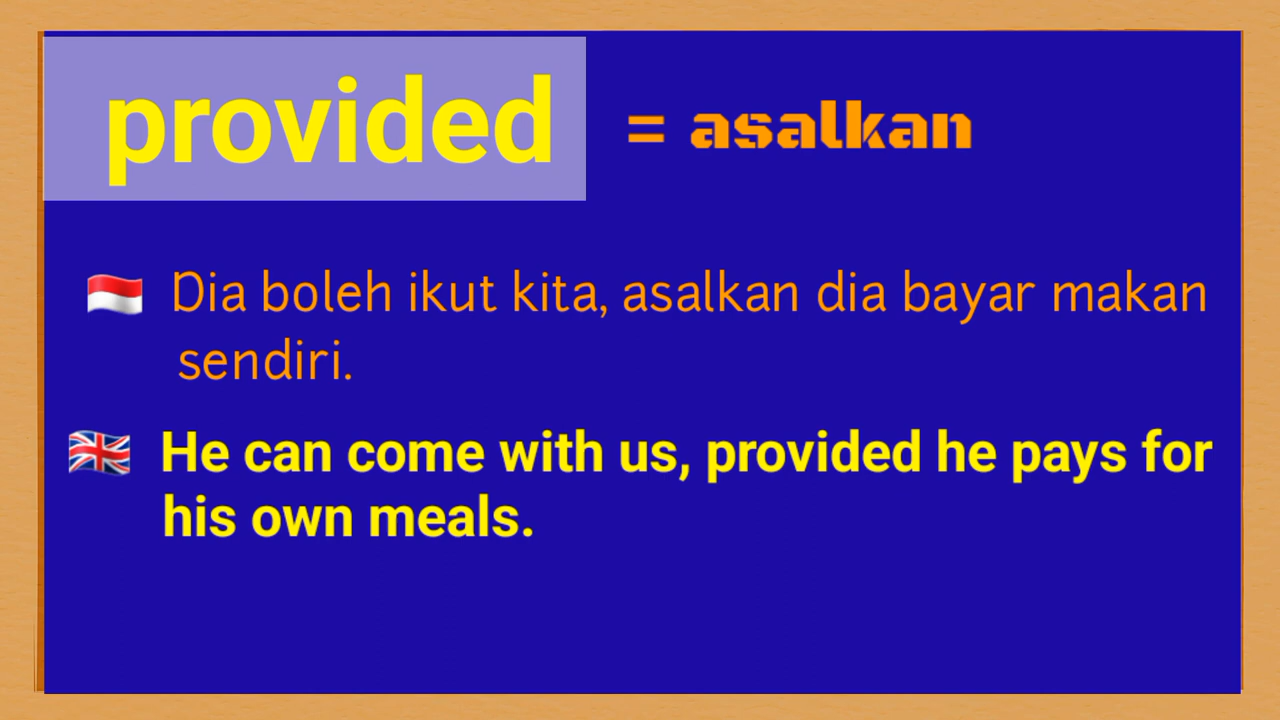 provided = asalkan
🇮🇩 Dia boleh ikut kita, asalkan dia bayar makan
sendiri.
🇬🇧 He can come with us, provided he pays for
his own meals.